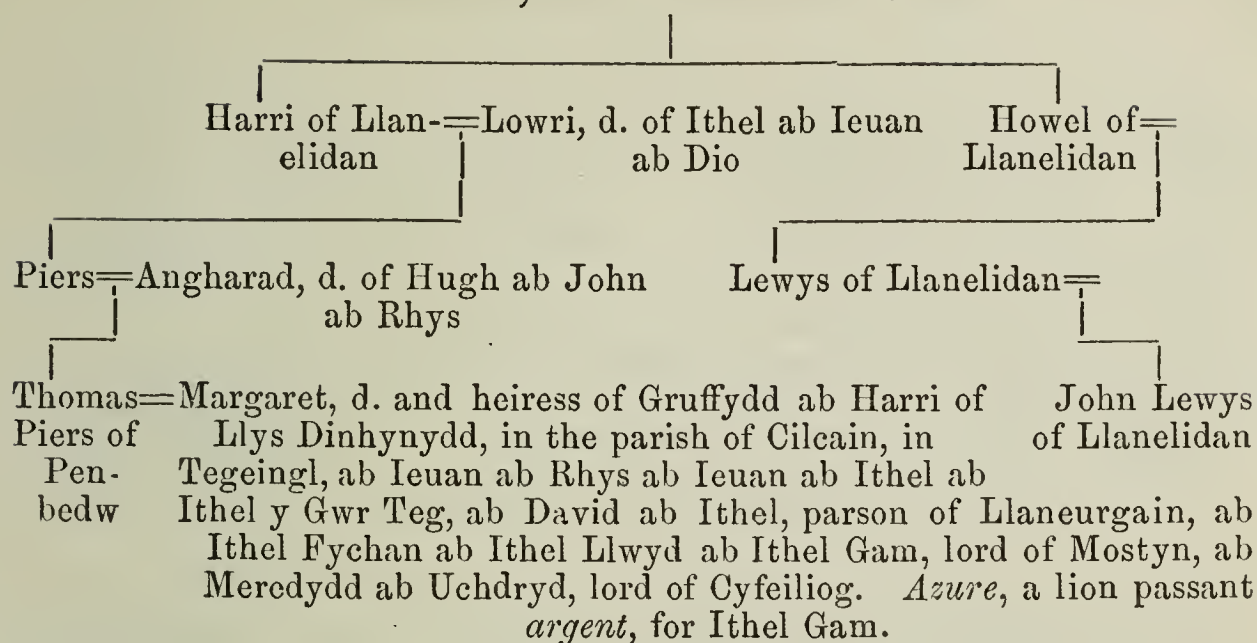 Harri of Llan-=Lowri, d. of Ithel ab Ieuan Howel of=
elidan ab Dio Llanelidan
Piers=Angharad, d. of Hugh ab John Lewys of Llanelidan=
ab Rhys
Thomas=Margaret, d. and heiress of Gruffydd ab Harri of John Lewys
Piers of Llys Dinhynydd, in the parish of Cilcain, in of Llanelidan
Pen- Tegeingl, ab Ieuan ab Rhys ab Ieuan ab Ithel ab
bedw Ithel y Gwr Teg, ab David ab Ithel, parson of Llaneurgain, ab
Ithel Fychan ab Ithel Llwyd ab Ithel Gam, lord of Mostyn, ab
Meredydd ab Uchdryd, lord of Cyfeiliog. Azure, a lion passant
argent, for Ithel Gam.